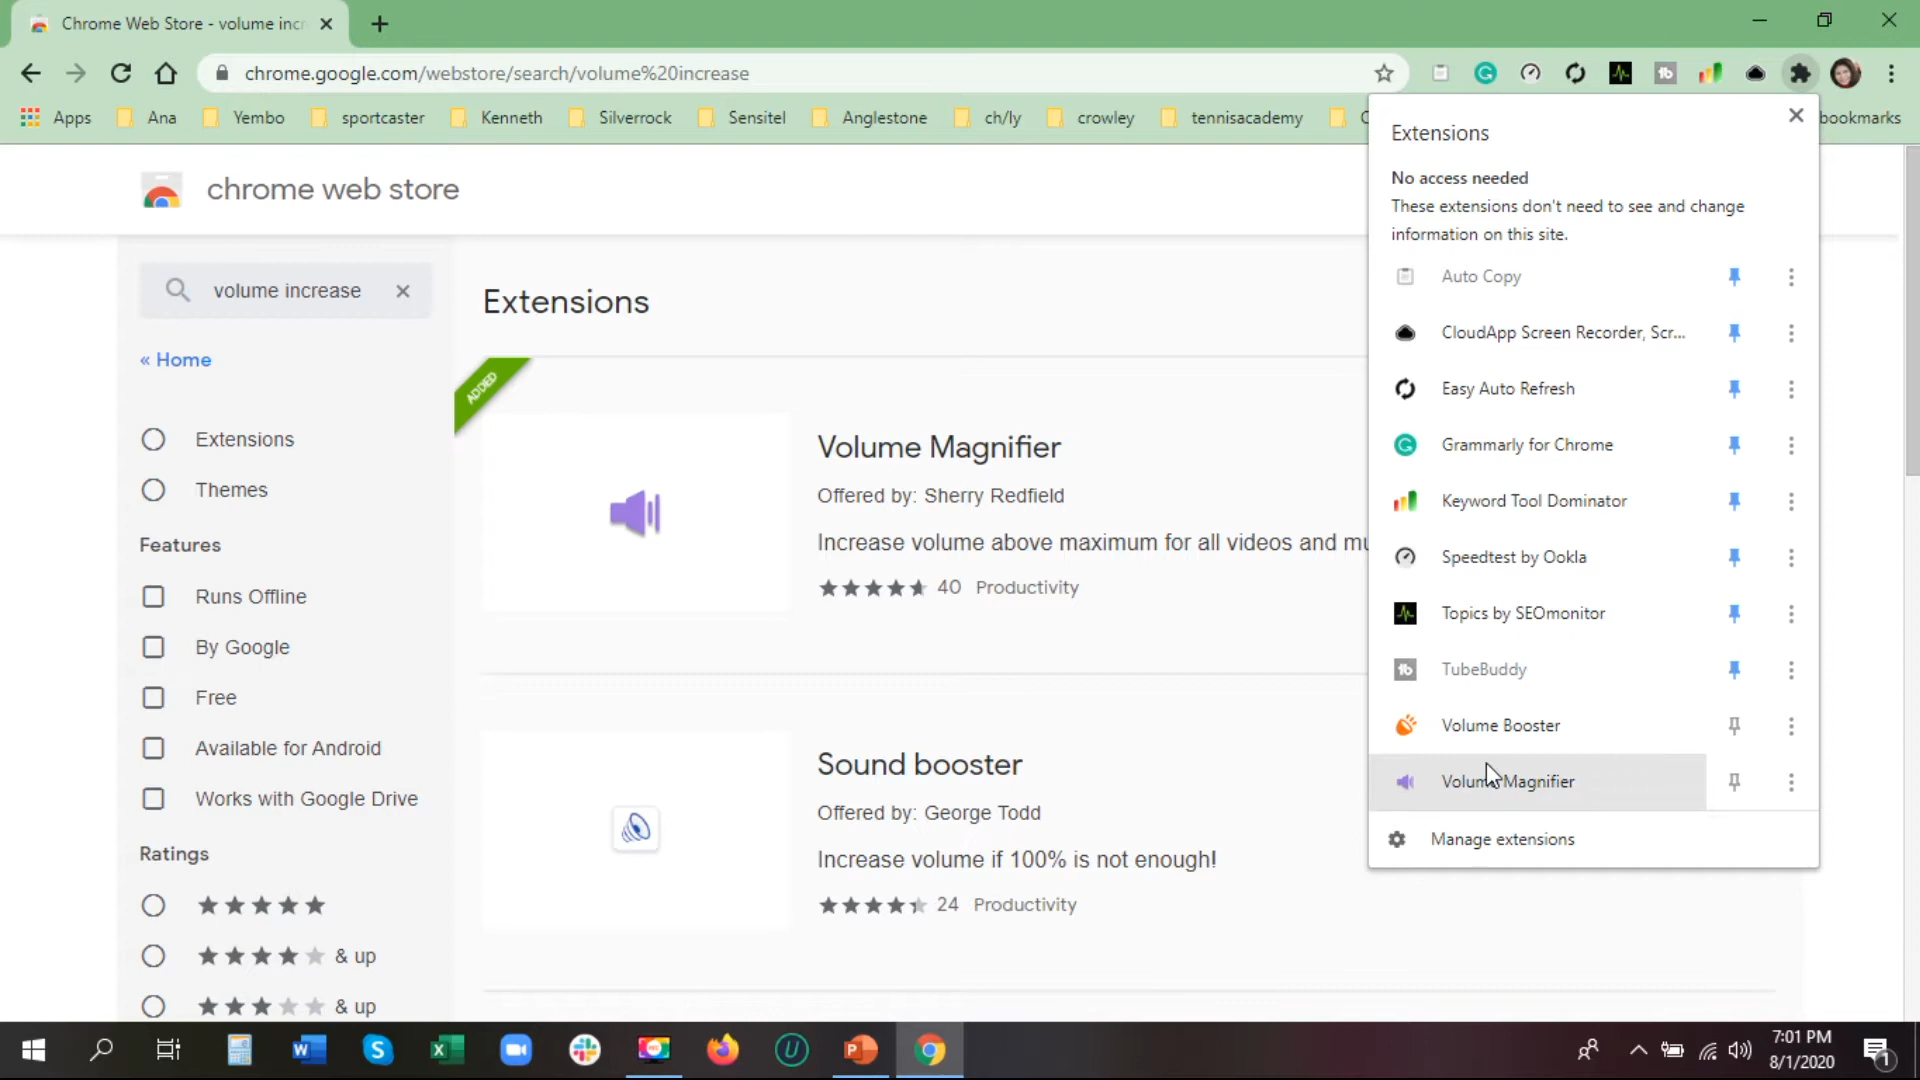 Chrome Web Store - volume incr
chrome.google.com/webstore/search/volume%20increase
Apps Ana Yembo sportcaster Kenneth Silverrock Sensitel Anglestone ch/ly crowley tennisacademy bookmarks
chrome web store
volume increase
« Home
Extensions
Themes
Features
Runs Offline
By Google
Free
Available for Android
Works with Google Drive
Ratings
& up
& up
Extensions
ADDED
Volume Magnifier
Offered by: Sherry Redfield
Increase volume above maximum for all videos and mu
40 Productivity
Sound booster
Offered by: George Todd
Increase volume if 100% is not enough!
24 Productivity
Extensions
No access needed
These extensions don't need to see and change
information on this site.
Auto Copy
CloudApp Screen Recorder, Scr...
Easy Auto Refresh
Grammarly for Chrome
Keyword Tool Dominator
Speedtest by Ookla
Topics by SEOmonitor
TubeBuddy
Volume Booster
Volume Magnifier
Manage extensions
7:01 PM
8/1/2020
1